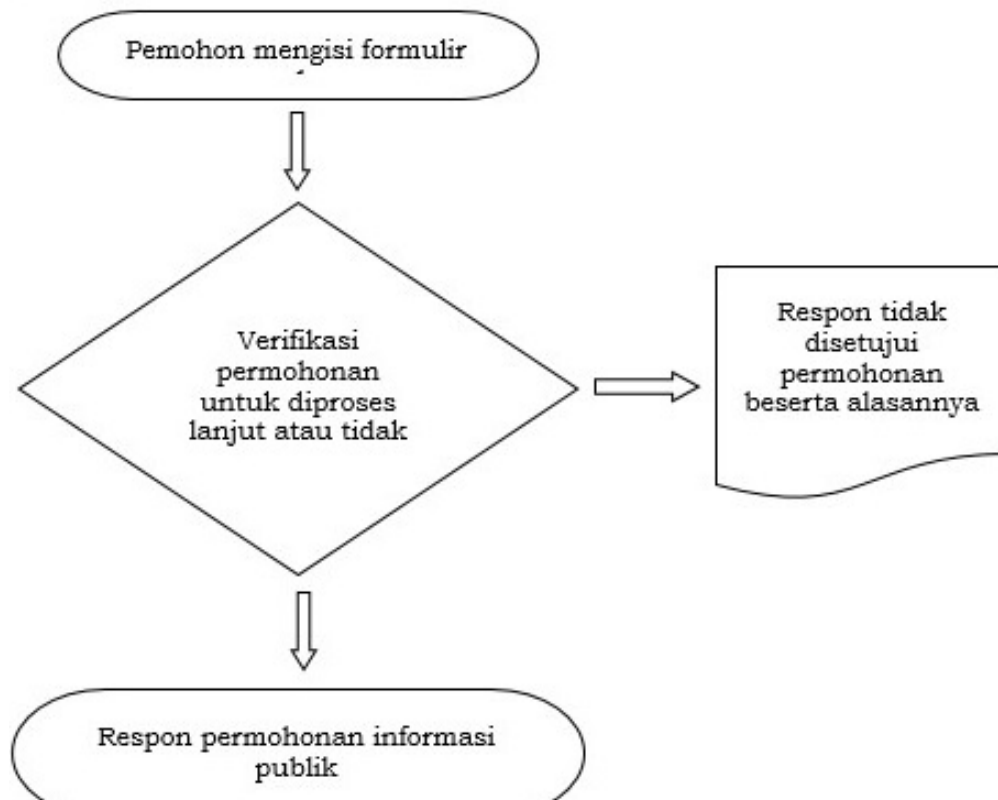 Pemohon mengisi formulir
Verifikasi
permohonan
untuk diproses
lanjut atau tidak
Respon tidak
disetujui
permohonan
beserta alasannya
Respon permohonan informasi
publik